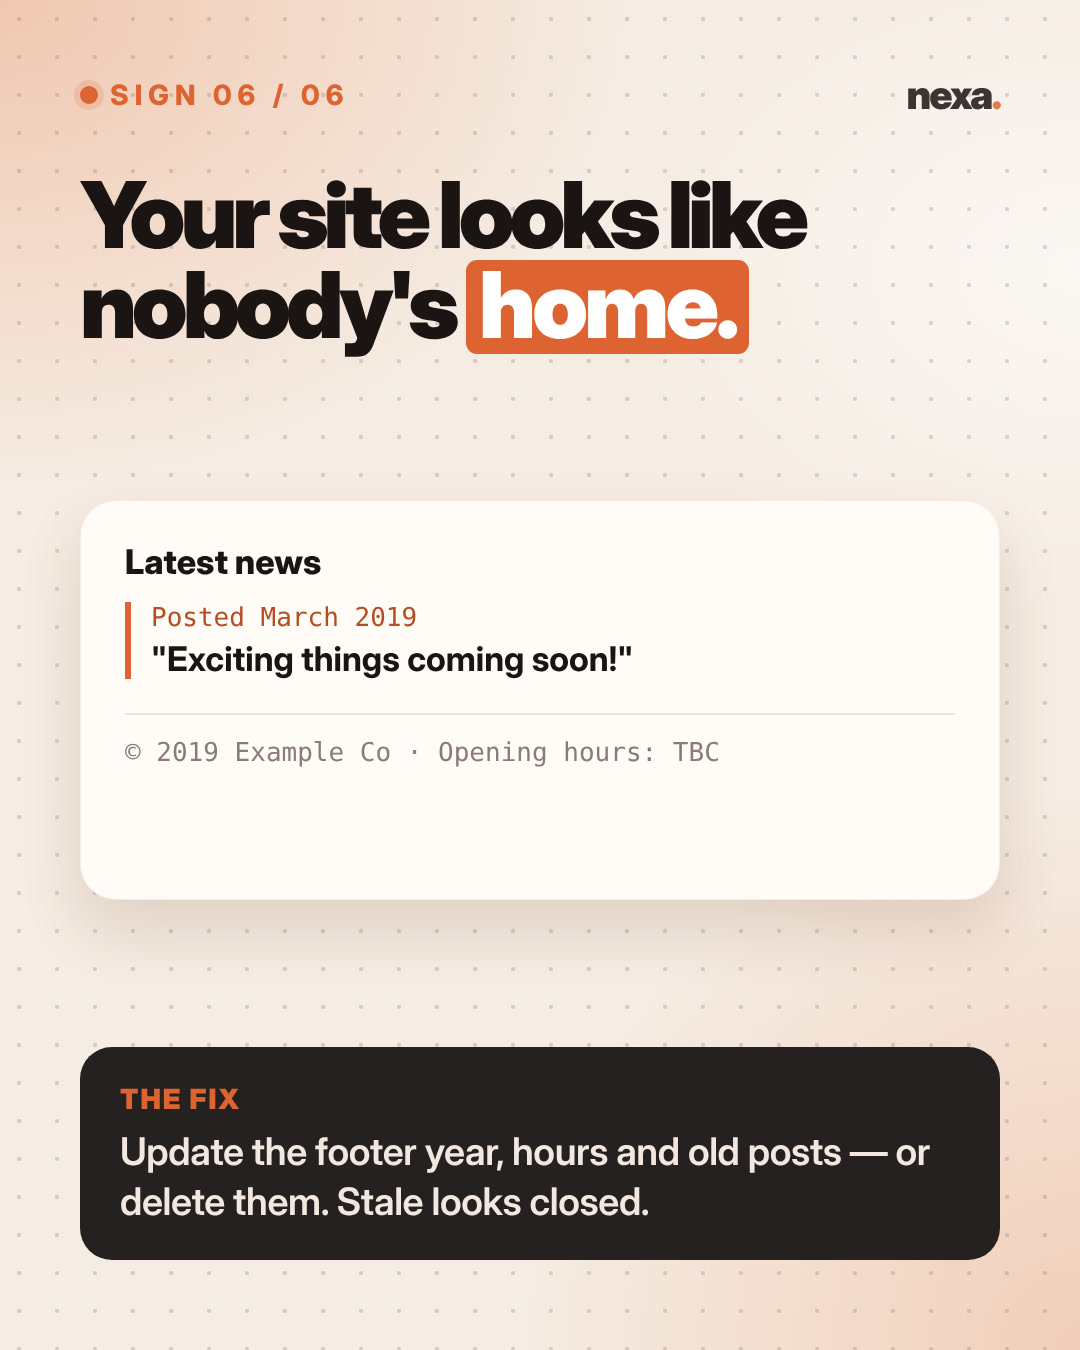 SIGN 06 / 06
nexa.
Your site looks like
nobody's home.
Latest news
Posted March 2019
"Exciting things coming soon!"
© 2019 Example Co · Opening hours: TBC
THE FIX
Update the footer year, hours and old posts — or
delete them. Stale looks closed.